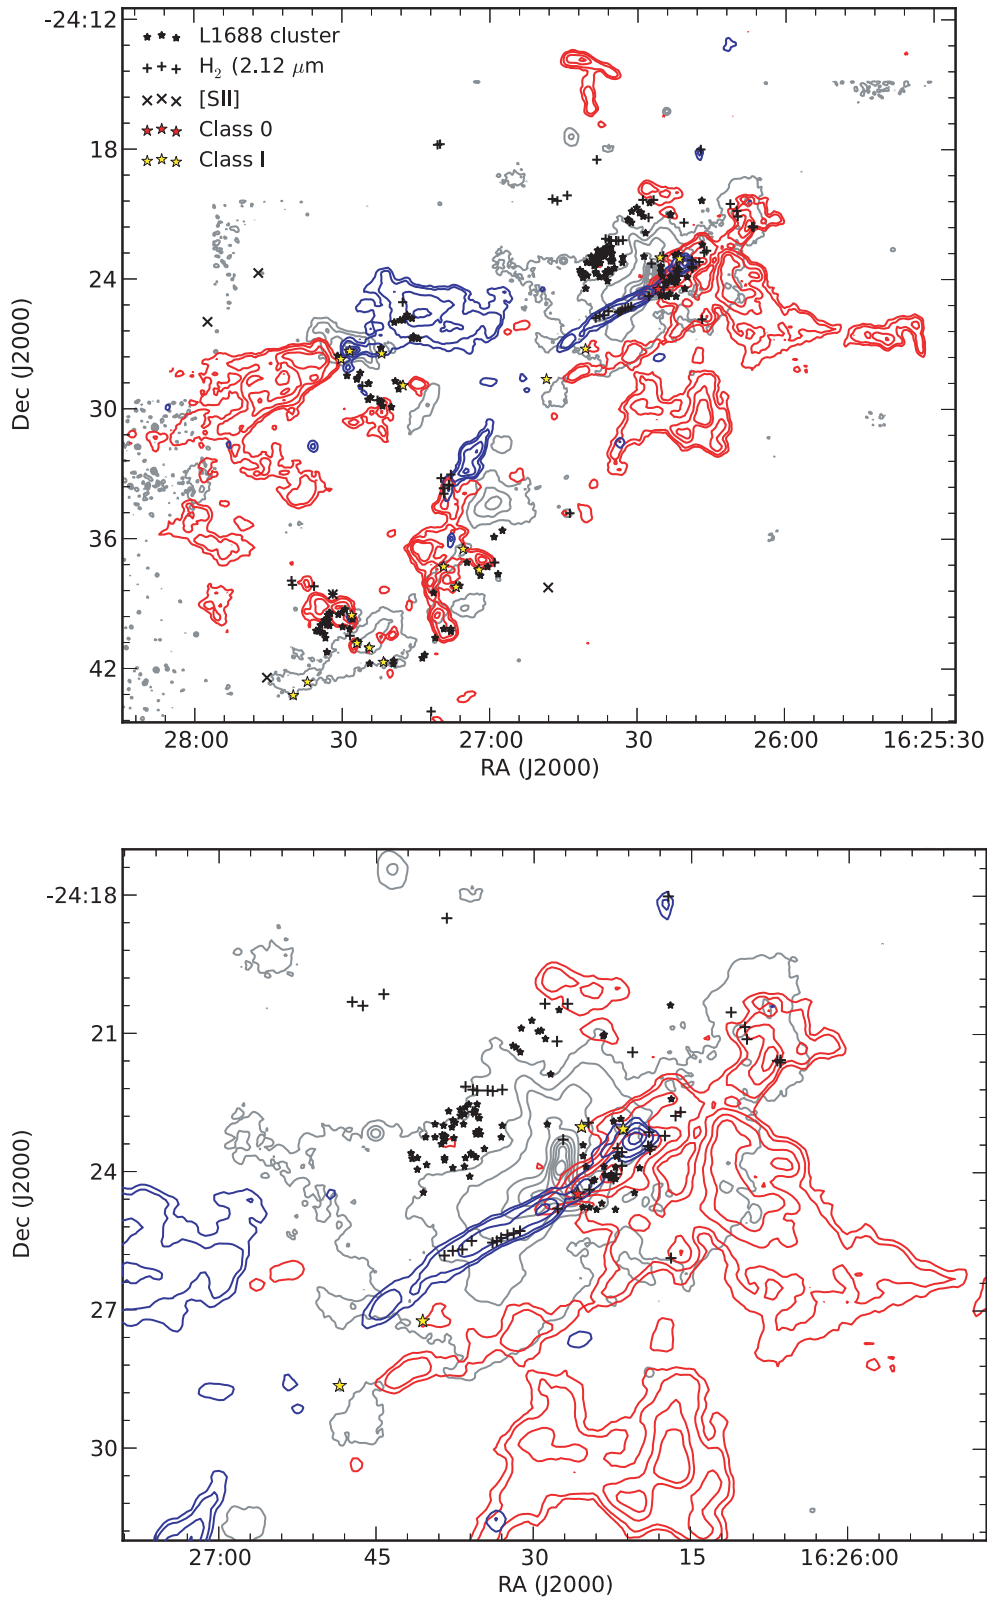 -24:12
L1688 cluster
H₂ (2.12 μm
[SII]
Class 0
Class I
18
24
30
36
42
Dec (J2000)
28:00
30
27:00
30
26:00
16:25:30
RA (J2000)
-24:18
21
24
27
30
Dec (J2000)
27:00
45
30
15
16:26:00
RA (J2000)